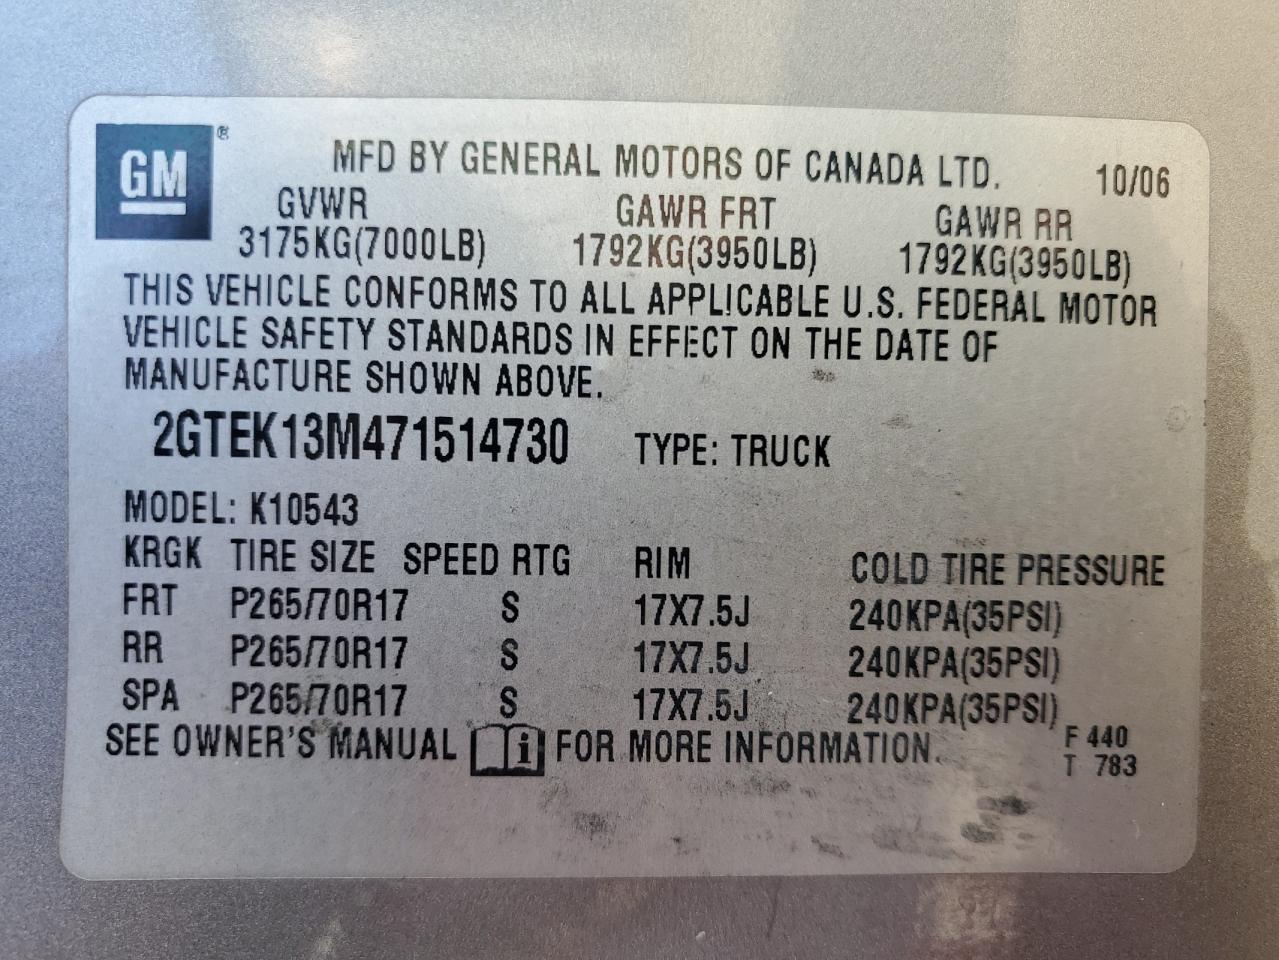 GM®
MFD BY GENERAL MOTORS OF CANADA LTD. 10/06
GVWR GAWR FRT GAWR RR
3175KG(7000LB) 1792KG(3950LB) 1792KG(3950LB)
THIS VEHICLE CONFORMS TO ALL APPLICABLE U.S. FEDERAL MOTOR
VEHICLE SAFETY STANDARDS IN EFFECT ON THE DATE OF
MANUFACTURE SHOWN ABOVE.
2GTEK13M471514730 TYPE: TRUCK
MODEL: K10543
KRGK TIRE SIZE SPEED RTG RIM COLD TIRE PRESSURE
FRT P265/70R17 S 17X7.5J 240KPA(35PSI)
RR P265/70R17 S 17X7.5J 240KPA(35PSI)
SPA P265/70R17 S 17X7.5J 240KPA(35PSI)
SEE OWNER'S MANUAL i FOR MORE INFORMATION. F 440
T 783